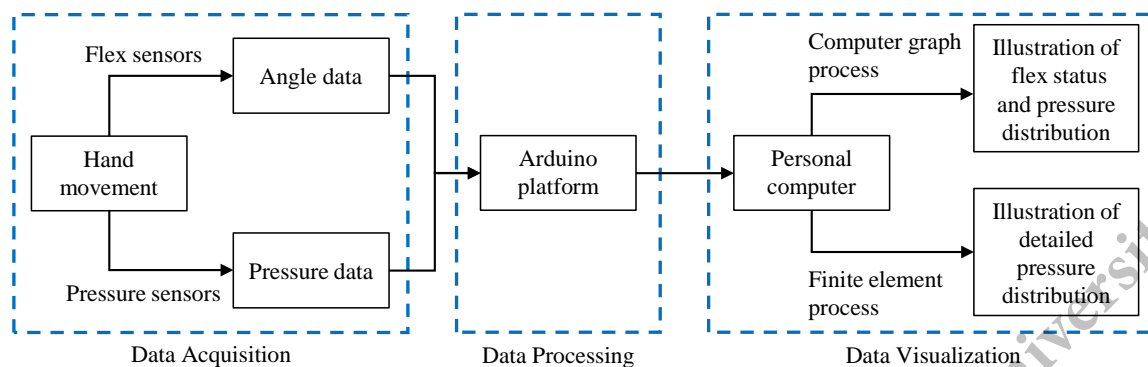 Flex sensors
Angle data
Hand
movement
Pressure data
Pressure sensors
Data Acquisition
Arduino
platform
Data Processing
Computer graph
process
Illustration of
flex status
and pressure
distribution
Personal
computer
Illustration of
detailed
pressure
distribution
Finite element
process
Data Visualization